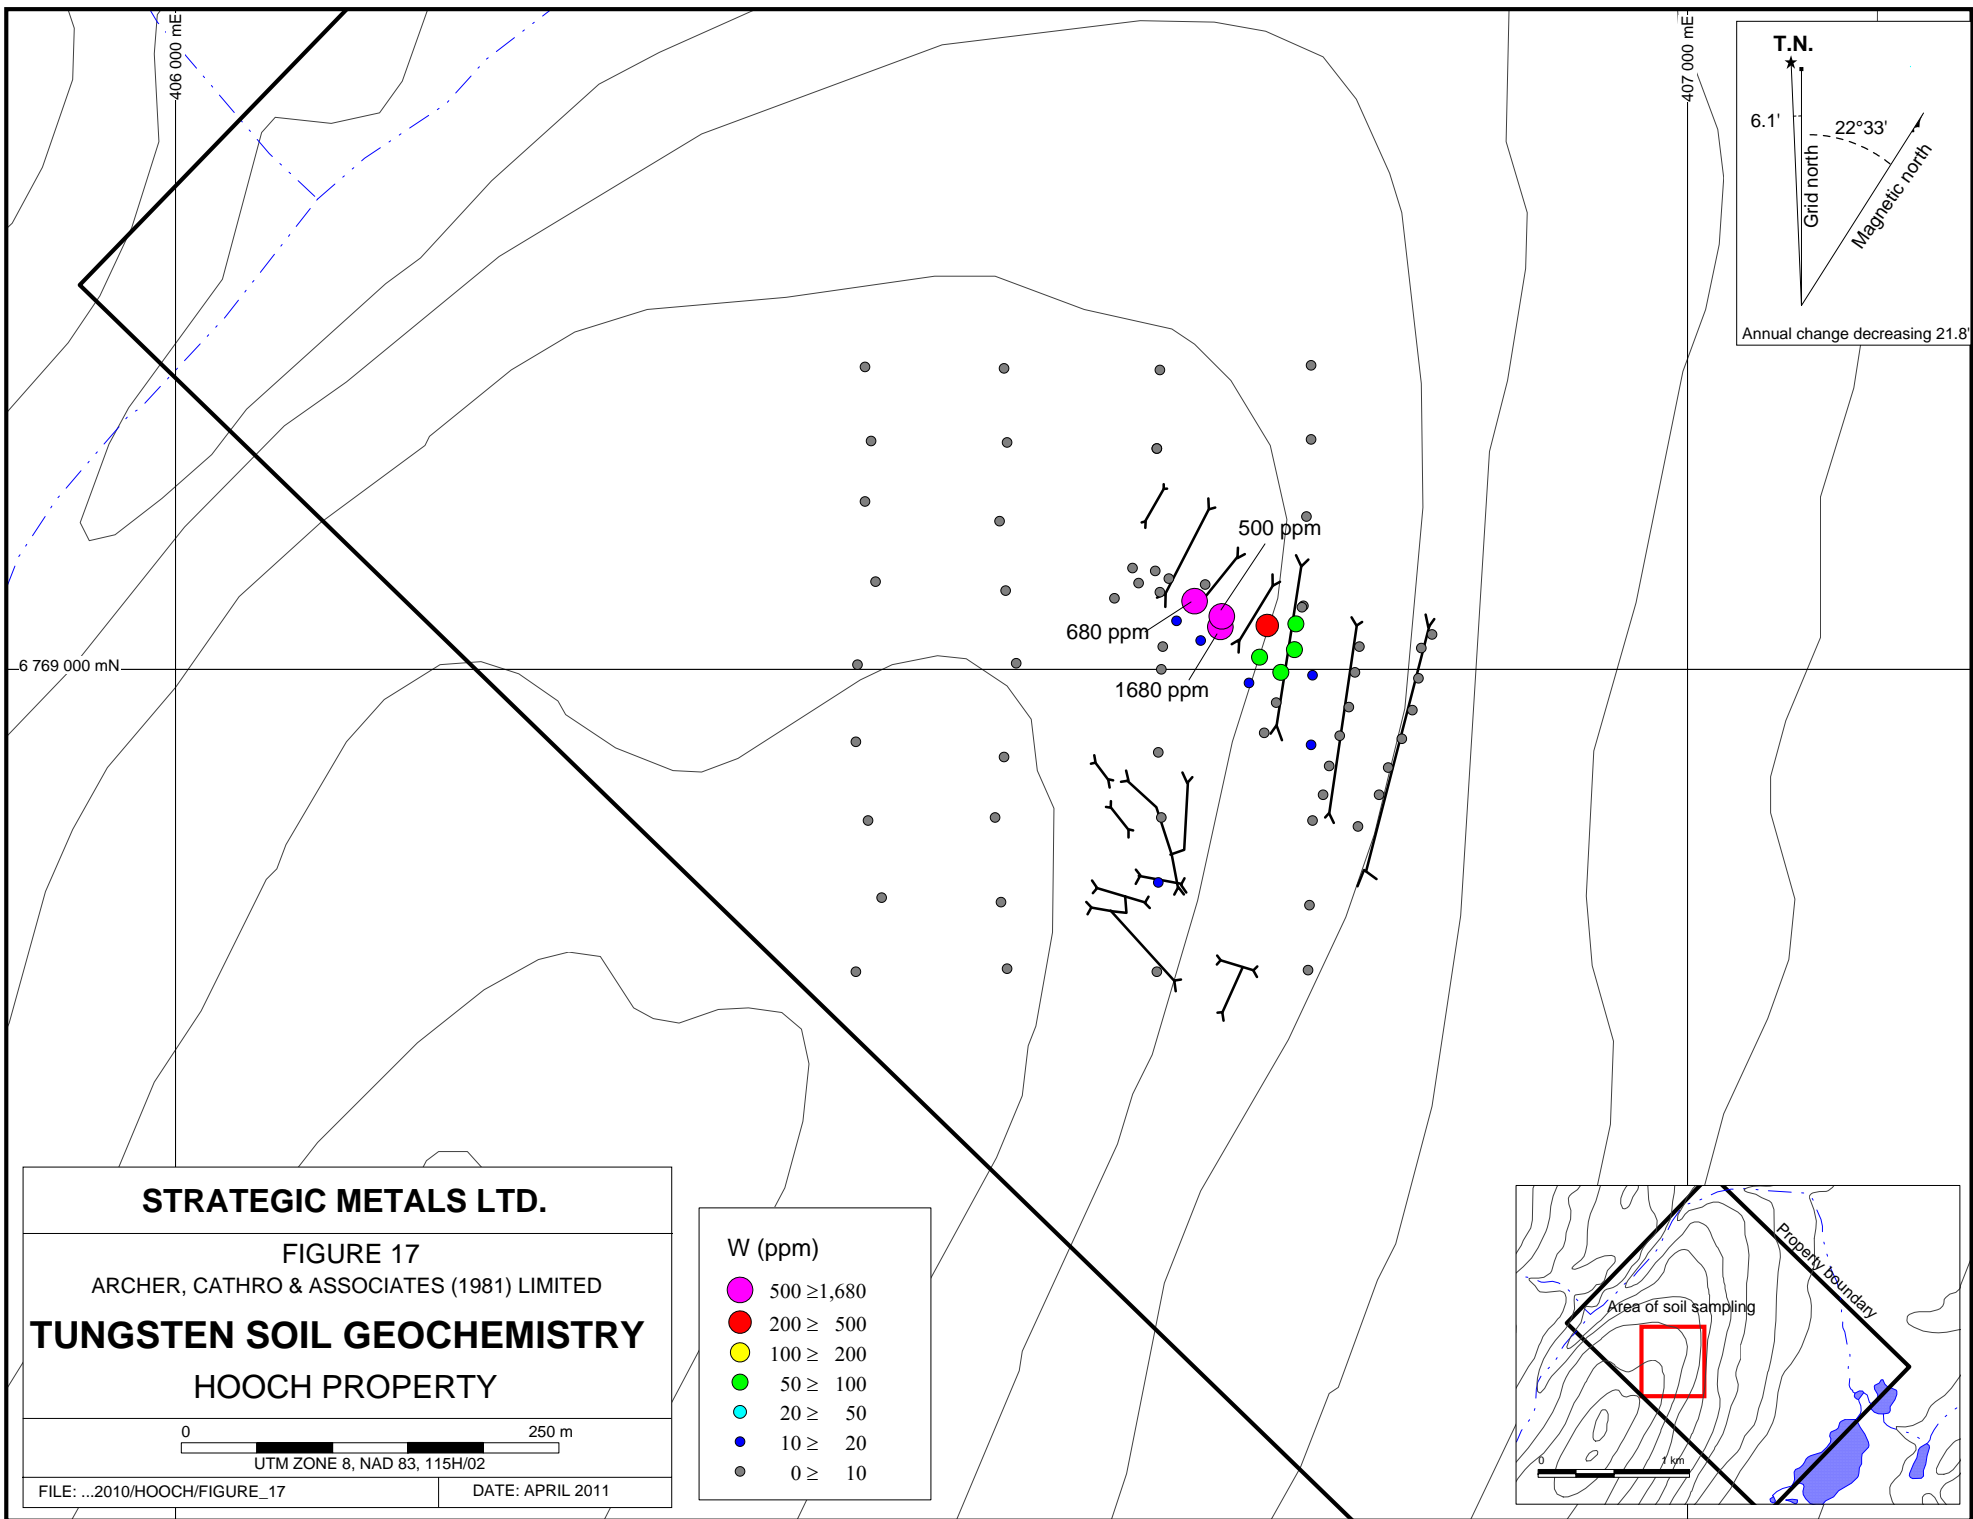 406 000 mE
407 000 mE
T.N.
6.1'
22°33'
Grid north
Magnetic north
Annual change decreasing 21.8'
500 ppm
680 ppm
1680 ppm
6 769 000 mN
STRATEGIC METALS LTD.
FIGURE 17
ARCHER, CATHRO & ASSOCIATES (1981) LIMITED
TUNGSTEN SOIL GEOCHEMISTRY
HOOCH PROPERTY
0 250 m
UTM ZONE 8, NAD 83, 115H/02
FILE: ...2010/HOOCH/FIGURE_17
DATE: APRIL 2011
W (ppm)
500 ≥1,680
200 ≥ 500
100 ≥ 200
50 ≥ 100
20 ≥ 50
10 ≥ 20
0 ≥ 10
Property boundary
Area of soil sampling
0 1 km